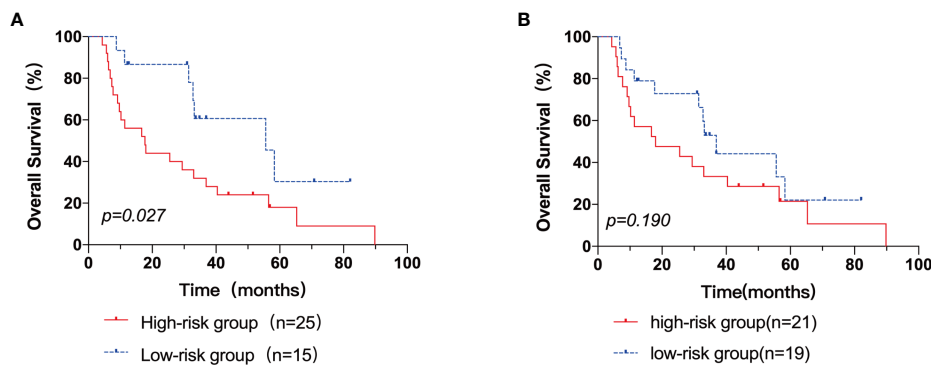 A
Overall Survival (%)
100
80
60
40
20
0
p=0.027
0 20 40 60 80 100
Time (months)
High-risk group (n=25)
Low-risk group (n=15)
B
Overall Survival (%)
100
80
60
40
20
0
p=0.190
0 20 40 60 80 100
Time(months)
high-risk group(n=21)
low-risk group(n=19)